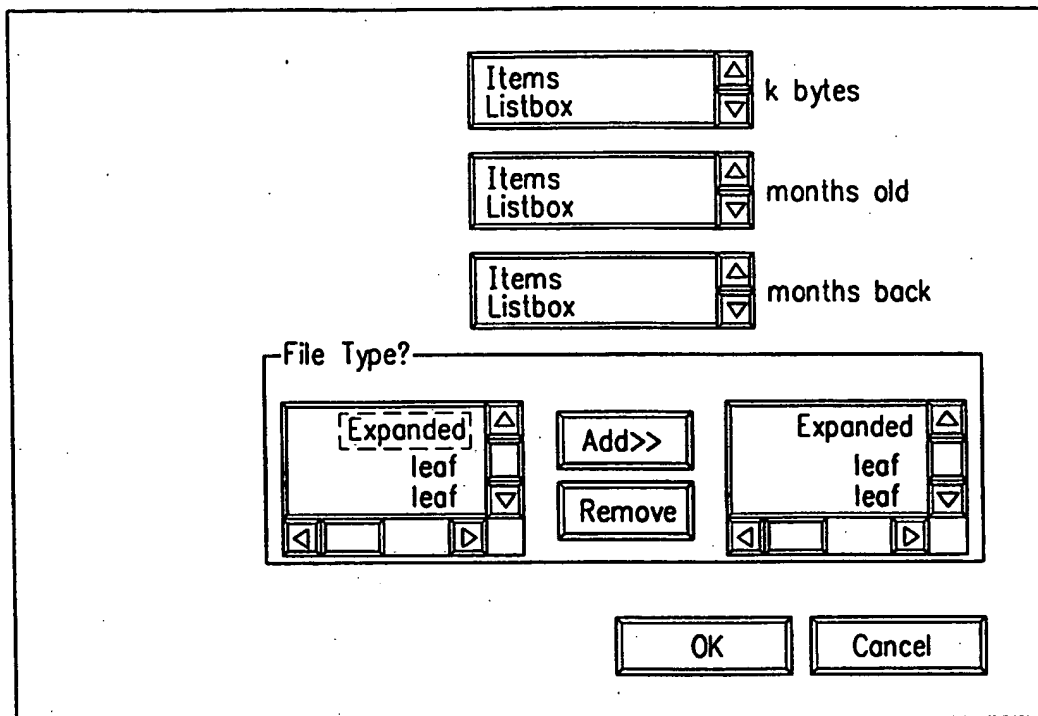 Items
Listbox
k bytes
Items
Listbox
months old
Items
Listbox
months back
File Type?
Expanded
leaf
leaf
Add>>
Remove
Expanded
leaf
leaf
OK
Cancel